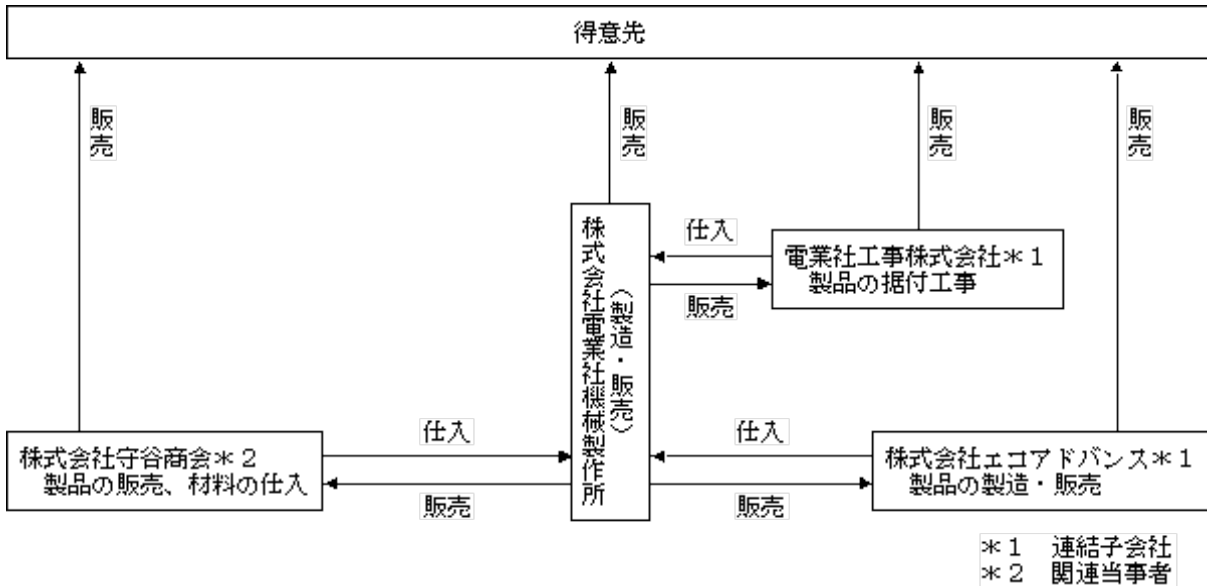 得意先
販売
販売
販売
販売
株式会社電業社機械製作所
(製造・販売)
仕入
販売
電業社工事株式会社*1
製品の据付工事
株式会社守谷商会*2
製品の販売、材料の仕入
仕入
販売
仕入
販売
株式会社エコアドバンス*1
製品の製造・販売
*1 連結子会社
*2 関連当事者